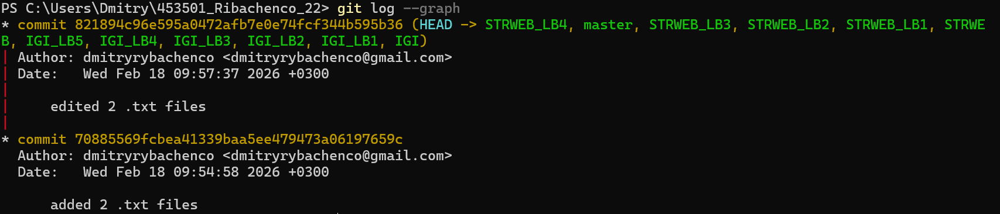 PS C:\Users\Dmitry\453501_Ribachenco_22> git log --graph
* commit 821894c96e595a0472afb7e0e74fcf344b595b36 (HEAD -> STRWEB_LB4, master, STRWEB_LB3, STRWEB_LB2, STRWEB_LB1, STRWE
B, IGI_LB5, IGI_LB4, IGI_LB3, IGI_LB2, IGI_LB1, IGI)
| Author: dmitryrybachenco <dmitryrybachenco@gmail.com>
| Date:   Wed Feb 18 09:57:37 2026 +0300
|
|     edited 2 .txt files
|
* commit 70885569fcbea41339baa5ee479473a06197659c
  Author: dmitryrybachenco <dmitryrybachenco@gmail.com>
  Date:   Wed Feb 18 09:54:58 2026 +0300

      added 2 .txt files